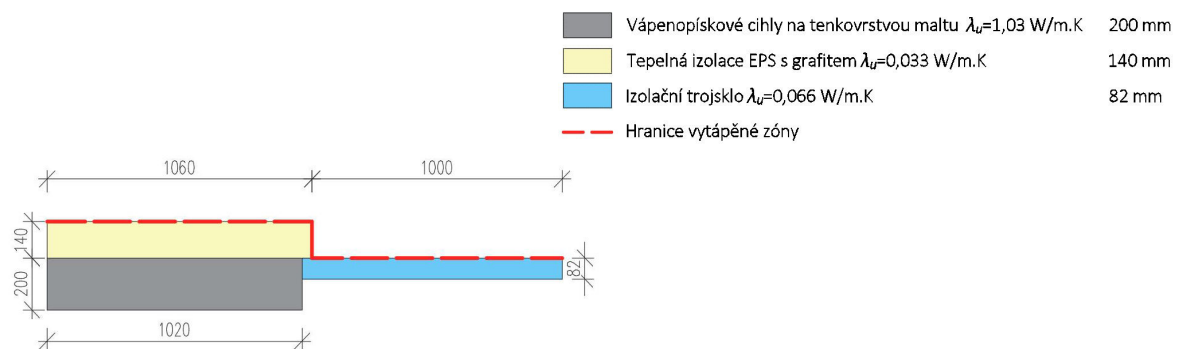 Vápenopískové cihly na tenkovrstvou maltu λu=1,03 W/m.K 200 mm
Tepelná izolace EPS s grafitem λu=0,033 W/m.K 140 mm
Izolační trojsklo λu=0,066 W/m.K 82 mm
Hranice vytápěné zóny
1060 1000
140
82
200
1020